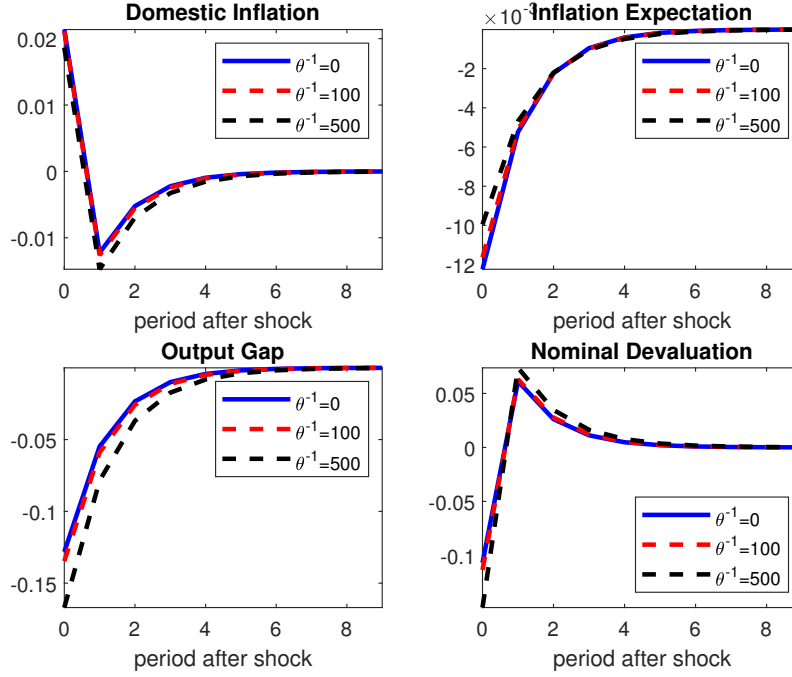 Domestic Inflation
0.02
0.01
0
-0.01
0 2 4 6 8
period after shock
θ⁻¹=0
θ⁻¹=100
θ⁻¹=500
Inflation Expectation
×10⁻³
-2
-4
-6
-8
-10
-12
0 2 4 6 8
period after shock
θ⁻¹=0
θ⁻¹=100
θ⁻¹=500
Output Gap
-0.05
-0.1
-0.15
0 2 4 6 8
period after shock
θ⁻¹=0
θ⁻¹=100
θ⁻¹=500
Nominal Devaluation
0.05
0
-0.05
-0.1
0 2 4 6 8
period after shock
θ⁻¹=0
θ⁻¹=100
θ⁻¹=500